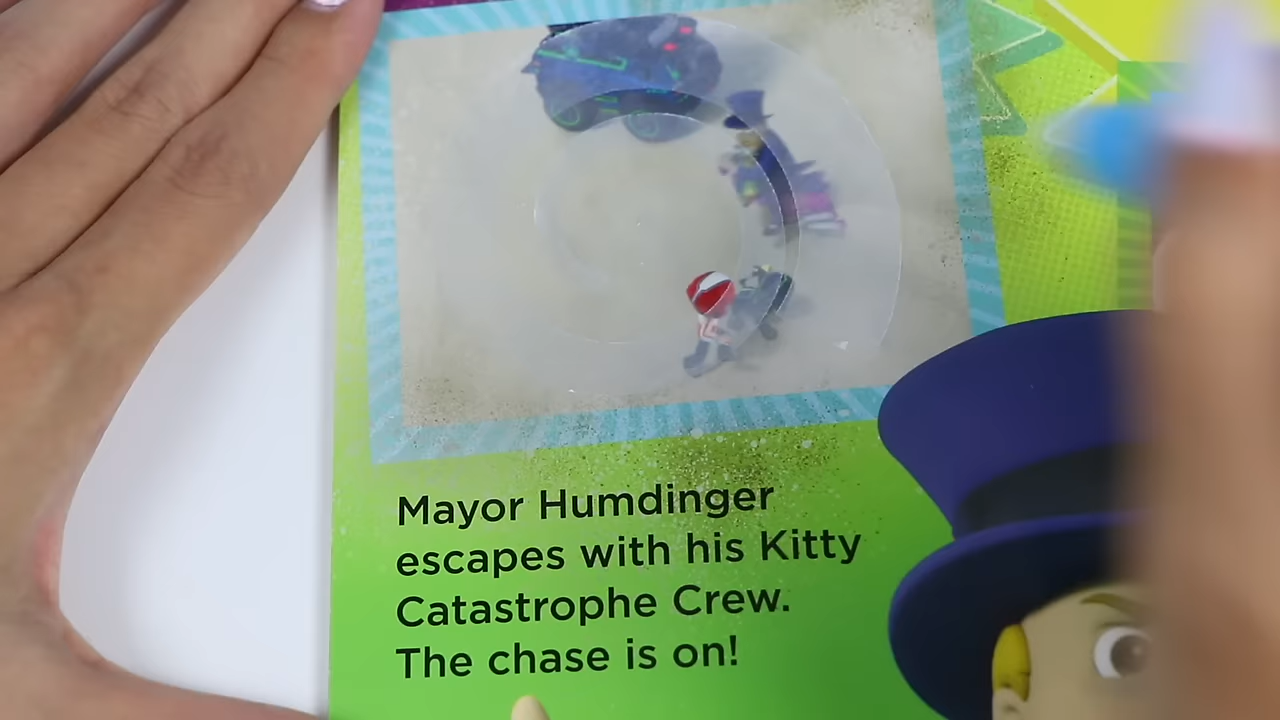 Mayor Humdinger
escapes with his Kitty
Catastrophe Crew.
The chase is on!